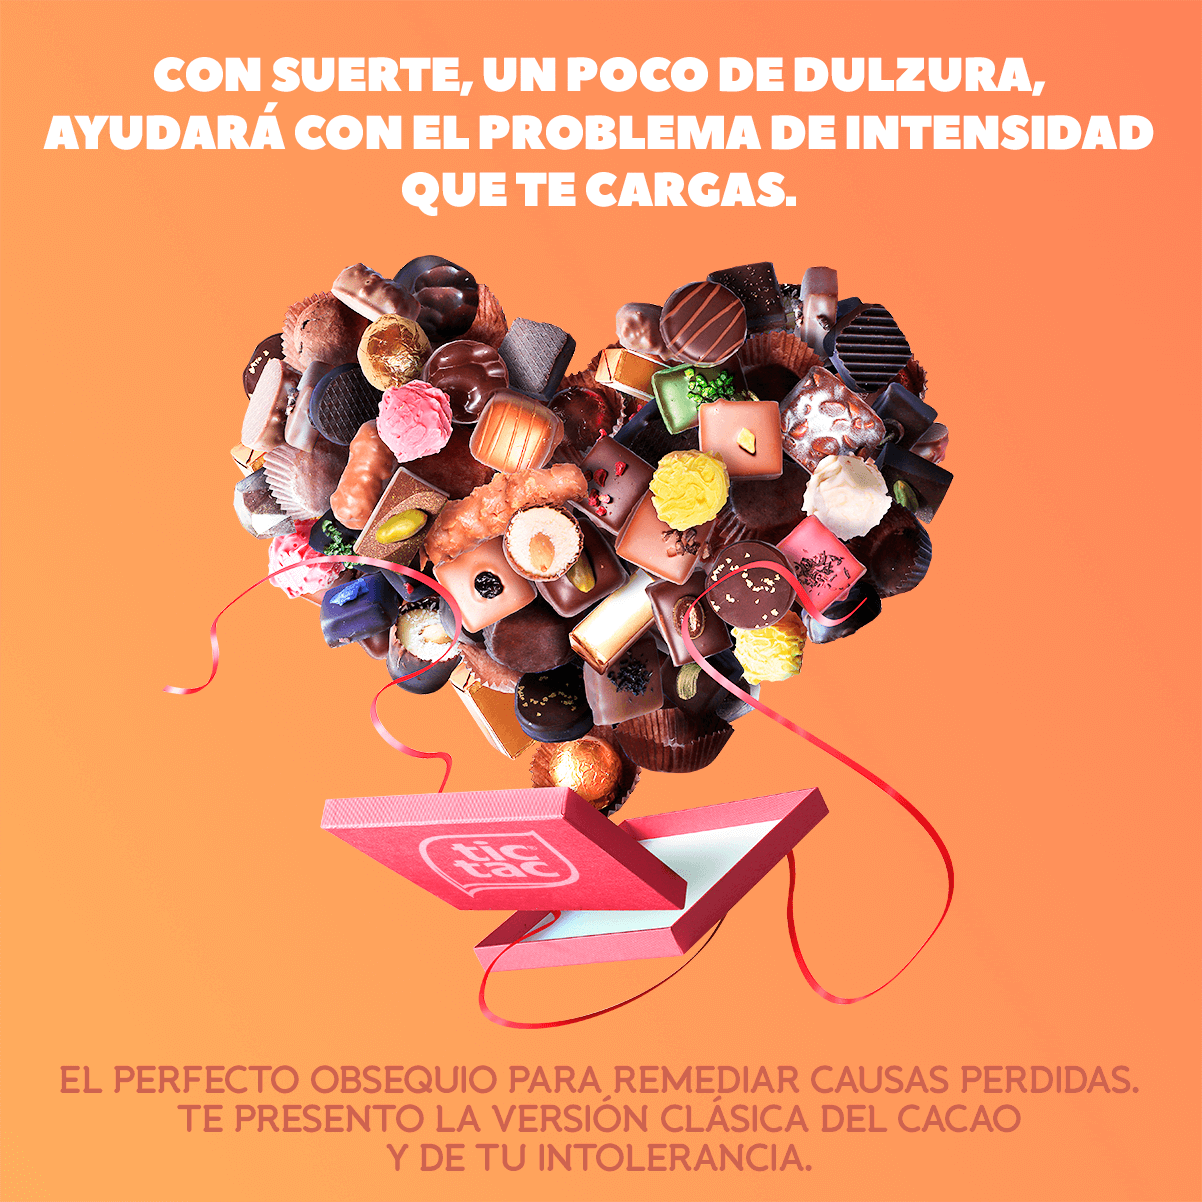 CON SUERTE, UN POCO DE DULZURA,
AYUDARÁ CON EL PROBLEMA DE INTENSIDAD
QUE TE CARGAS.
tic
tac
EL PERFECTO OBSEQUIO PARA REMEDIAR CAUSAS PERDIDAS.
TE PRESENTO LA VERSIÓN CLÁSICA DEL CACAO
Y DE TU INTOLERANCIA.